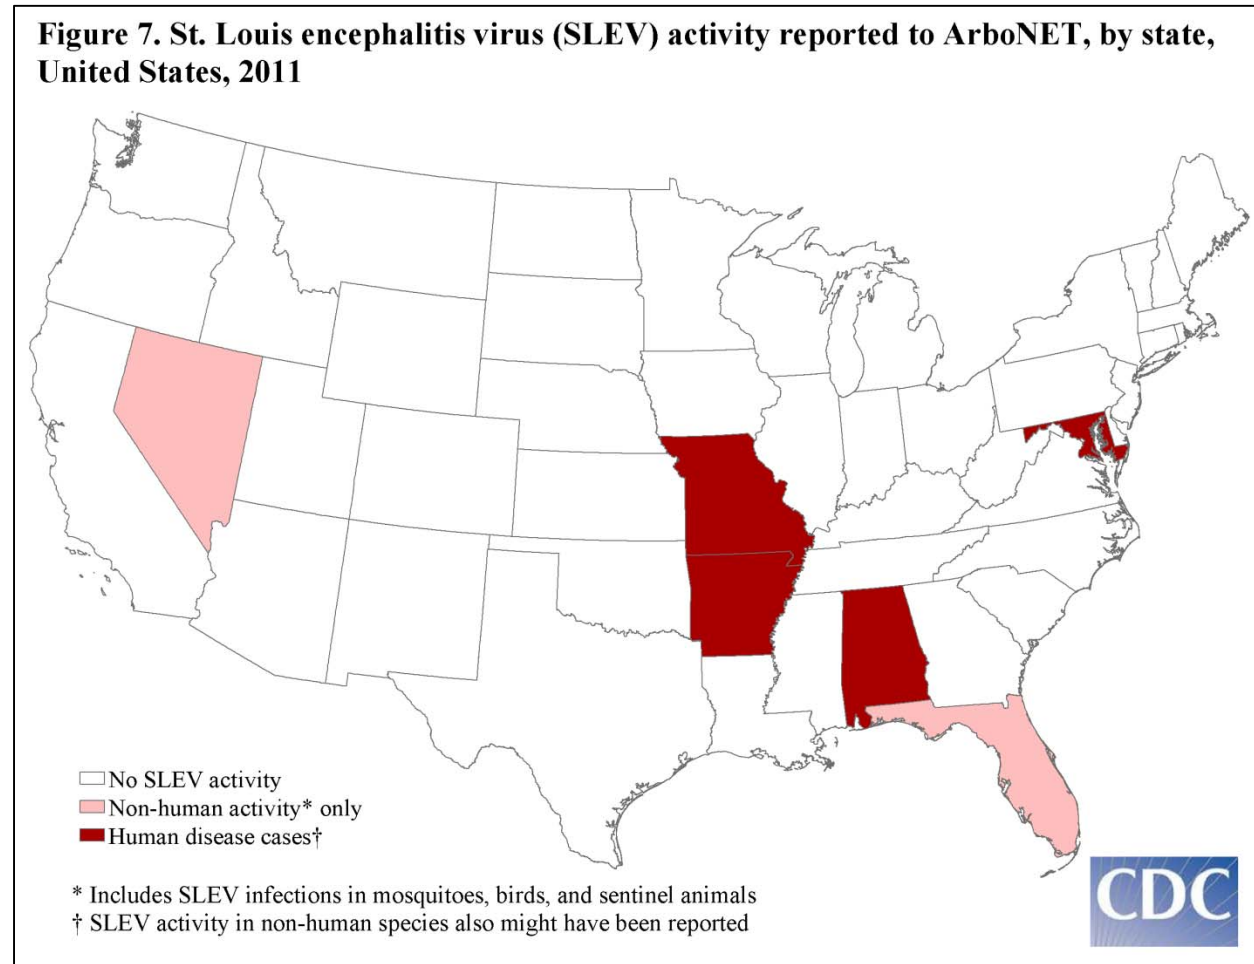 Figure 7. St. Louis encephalitis virus (SLEV) activity reported to ArboNET, by state,
United States, 2011
No SLEV activity
Non-human activity* only
Human disease cases†
* Includes SLEV infections in mosquitoes, birds, and sentinel animals
† SLEV activity in non-human species also might have been reported
CDC